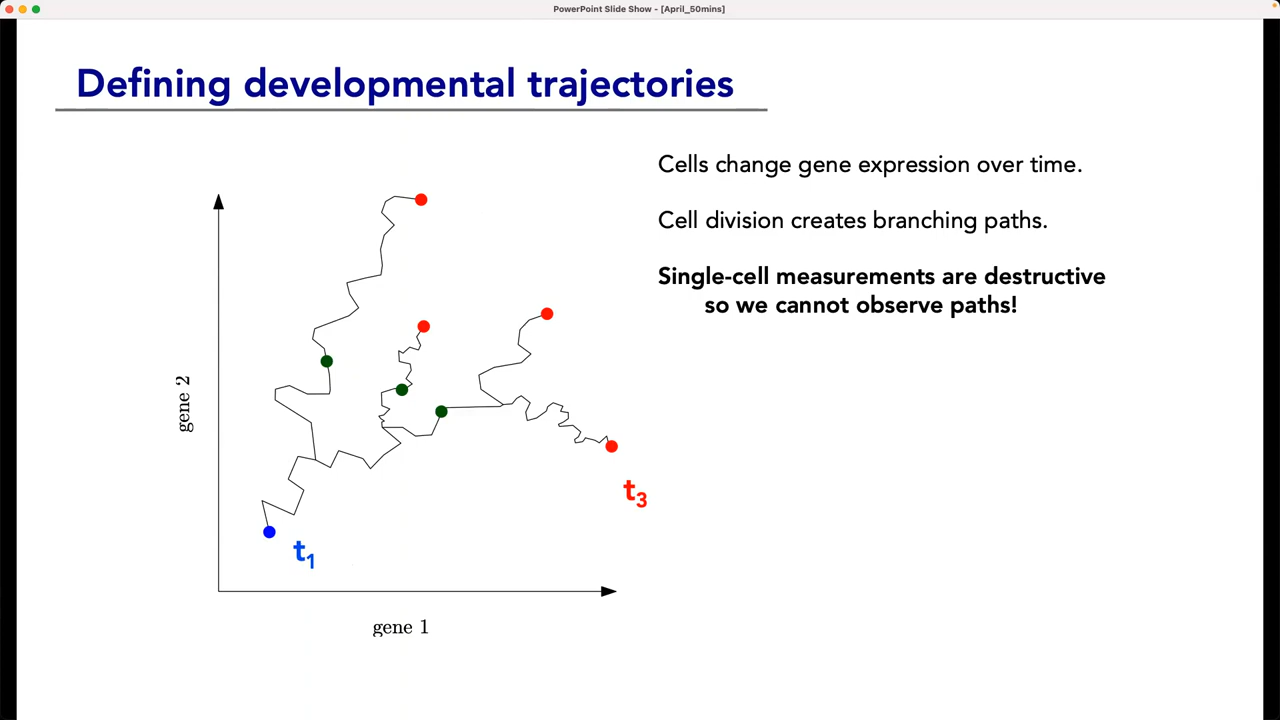 PowerPoint Slide Show - [April_50mins]
Defining developmental trajectories
Cells change gene expression over time.
Cell division creates branching paths.
Single-cell measurements are destructive
so we cannot observe paths!
gene 2
t3
t1
gene 1